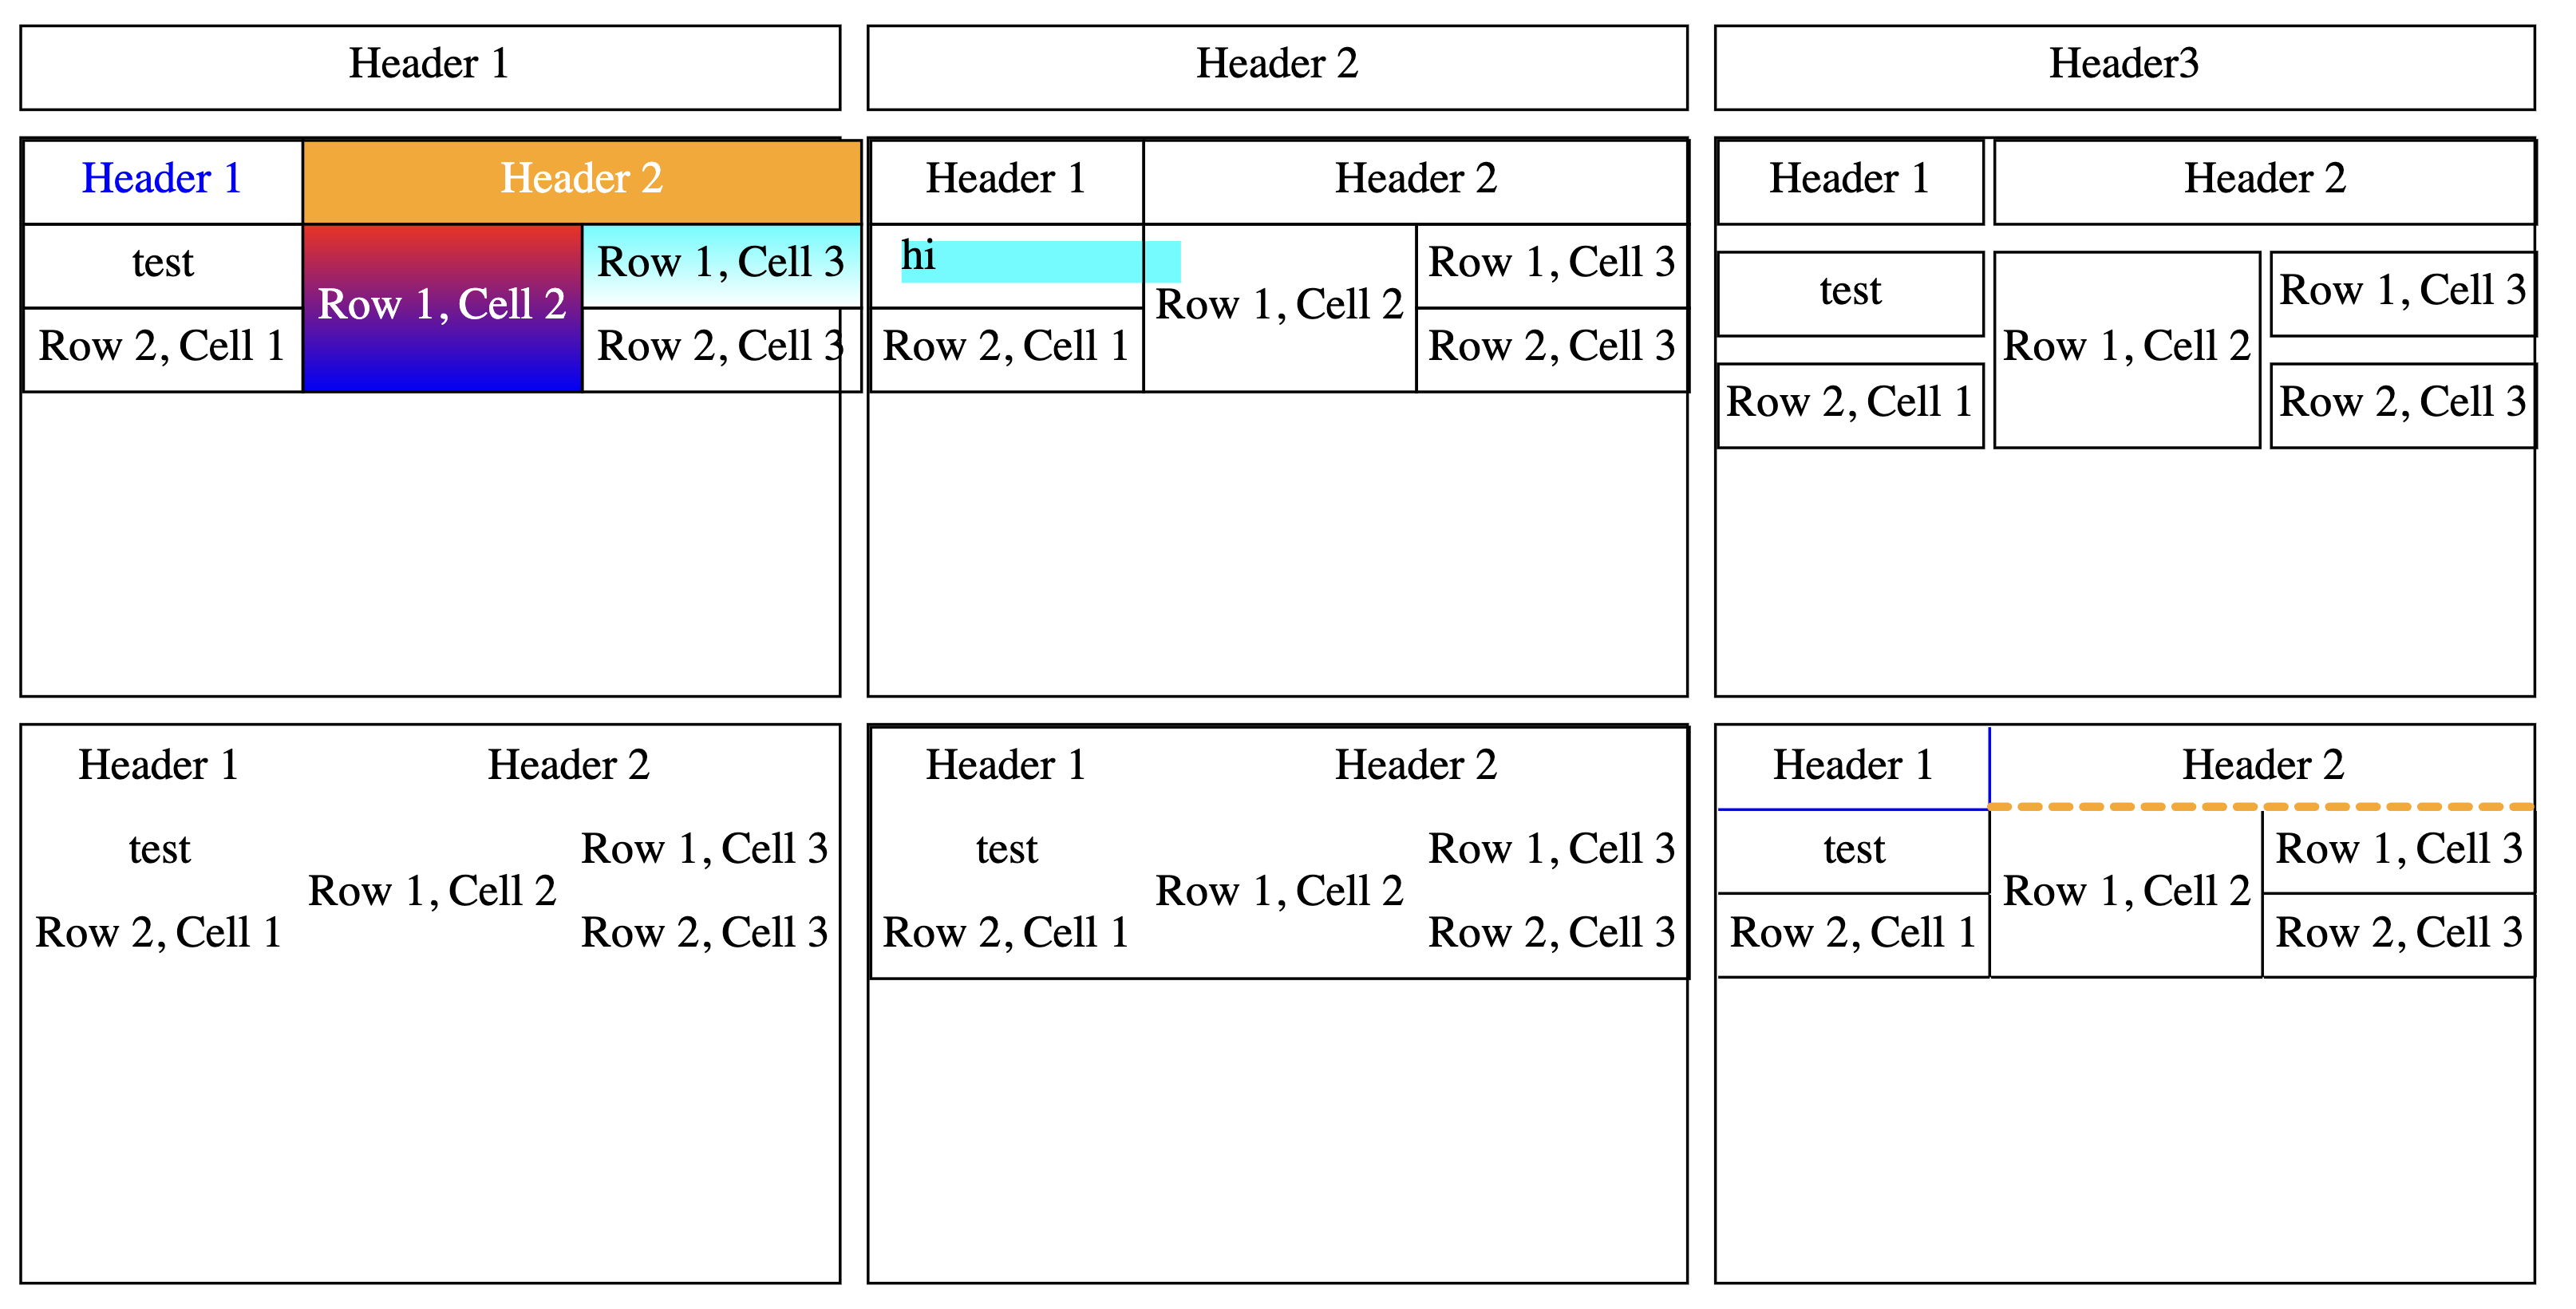 Header 1
Header 2
Header3
Header 1
Header 2
test
Row 1, Cell 2
Row 1, Cell 3
Row 2, Cell 1
Row 2, Cell 3
Header 1
Header 2
hi
Row 1, Cell 2
Row 1, Cell 3
Row 2, Cell 1
Row 2, Cell 3
Header 1
Header 2
test
Row 1, Cell 2
Row 1, Cell 3
Row 2, Cell 1
Row 2, Cell 3
Header 1
Header 2
test
Row 1, Cell 2
Row 1, Cell 3
Row 2, Cell 1
Row 2, Cell 3
Header 1
Header 2
test
Row 1, Cell 2
Row 1, Cell 3
Row 2, Cell 1
Row 2, Cell 3
Header 1
Header 2
test
Row 1, Cell 2
Row 1, Cell 3
Row 2, Cell 1
Row 2, Cell 3